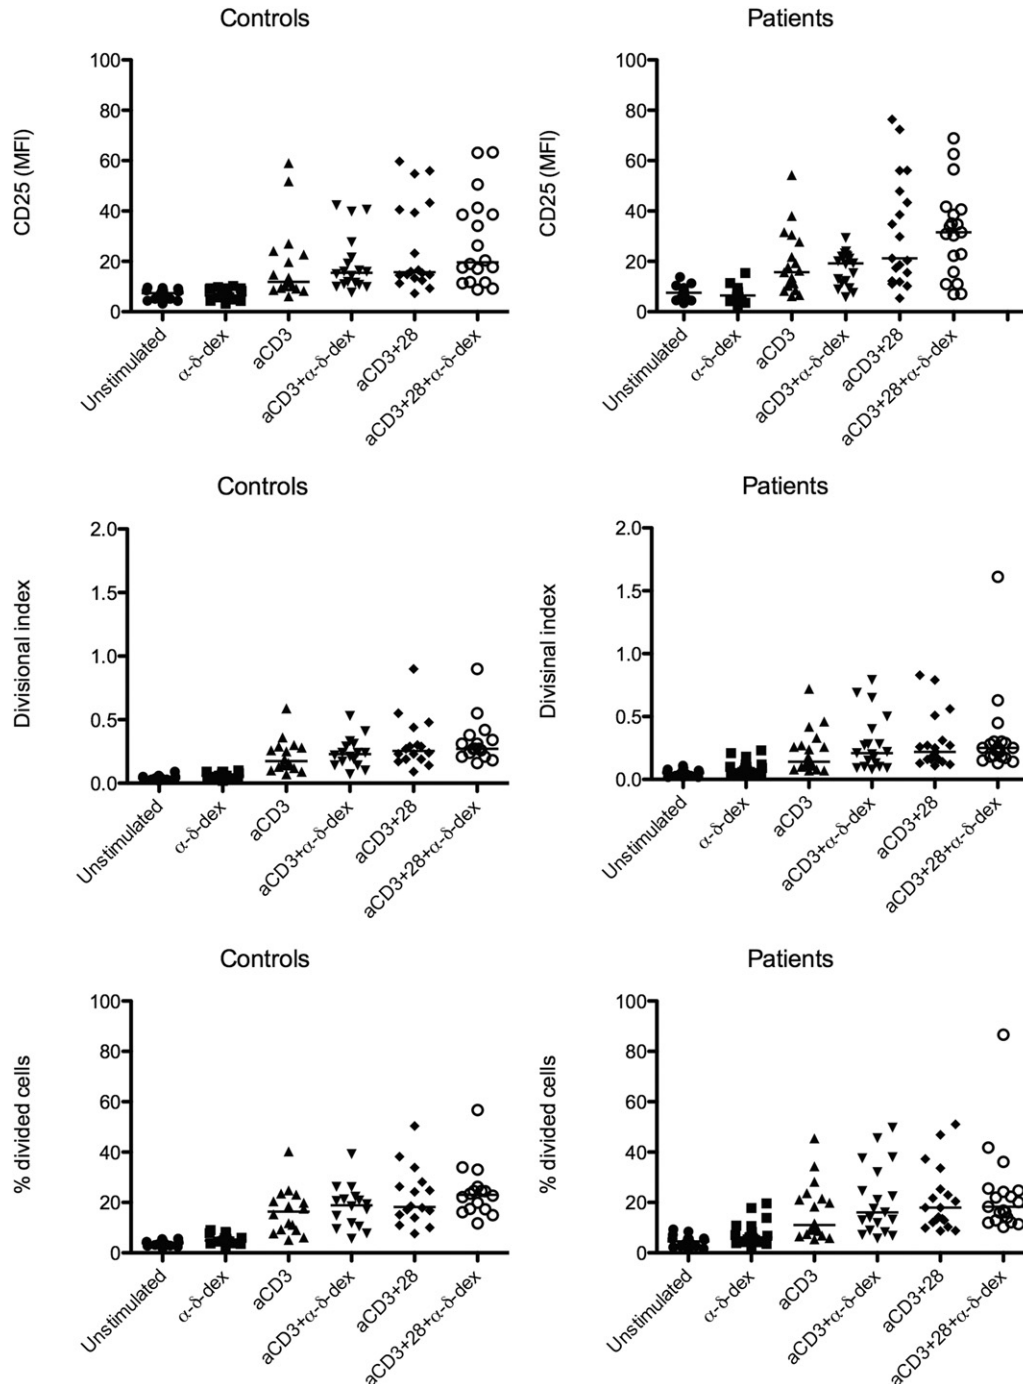 Controls
Patients
100
80
60
40
20
0
CD25 (MFI)
Unstimulated
α-δ-dex
aCD3
aCD3+α-δ-dex
aCD3+28
aCD3+28+α-δ-dex
100
80
60
40
20
0
CD25 (MFI)
Unstimulated
α-δ-dex
aCD3
aCD3+α-δ-dex
aCD3+28
aCD3+28+α-δ-dex
Controls
Patients
2.0
1.5
1.0
0.5
0.0
Divisional index
Unstimulated
α-δ-dex
aCD3
aCD3+α-δ-dex
aCD3+28
aCD3+28+α-δ-dex
2.0
1.5
1.0
0.5
0.0
Divisinal index
Unstimulated
α-δ-dex
aCD3
aCD3+α-δ-dex
aCD3+28
aCD3+28+α-δ-dex
Controls
Patients
100
80
60
40
20
0
% divided cells
Unstimulated
α-δ-dex
aCD3
aCD3+α-δ-dex
aCD3+28
aCD3+28+α-δ-dex
100
80
60
40
20
0
% divided cells
Unstimulated
α-δ-dex
aCD3
aCD3+α-δ-dex
aCD3+28
aCD3+28+α-δ-dex